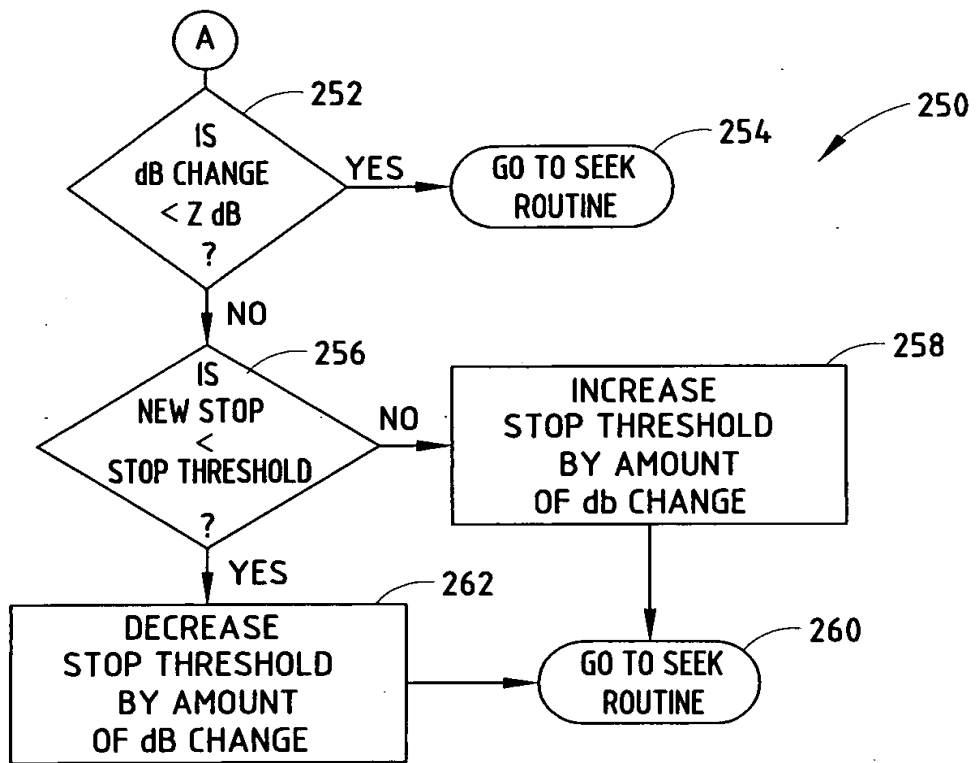 A
252
IS
dB CHANGE
< Z dB
?
YES
254
GO TO SEEK
ROUTINE
250
NO
256
IS
NEW STOP
<
STOP THRESHOLD
?
NO
258
INCREASE
STOP THRESHOLD
BY AMOUNT
OF db CHANGE
YES
262
DECREASE
STOP THRESHOLD
BY AMOUNT
OF dB CHANGE
260
GO TO SEEK
ROUTINE